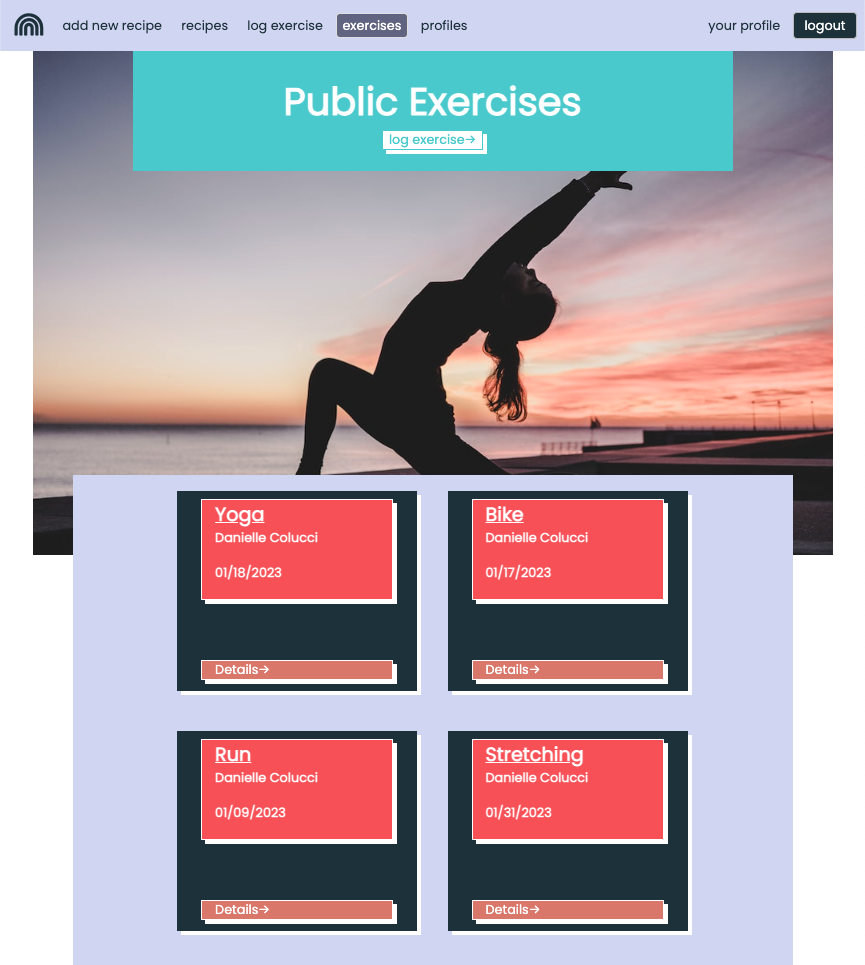 add new recipe recipes log exercise exercises profiles your profile logout
Public Exercises
log exercise→
Yoga
Danielle Colucci
01/18/2023
Details→
Bike
Danielle Colucci
01/17/2023
Details→
Run
Danielle Colucci
01/09/2023
Details→
Stretching
Danielle Colucci
01/31/2023
Details→